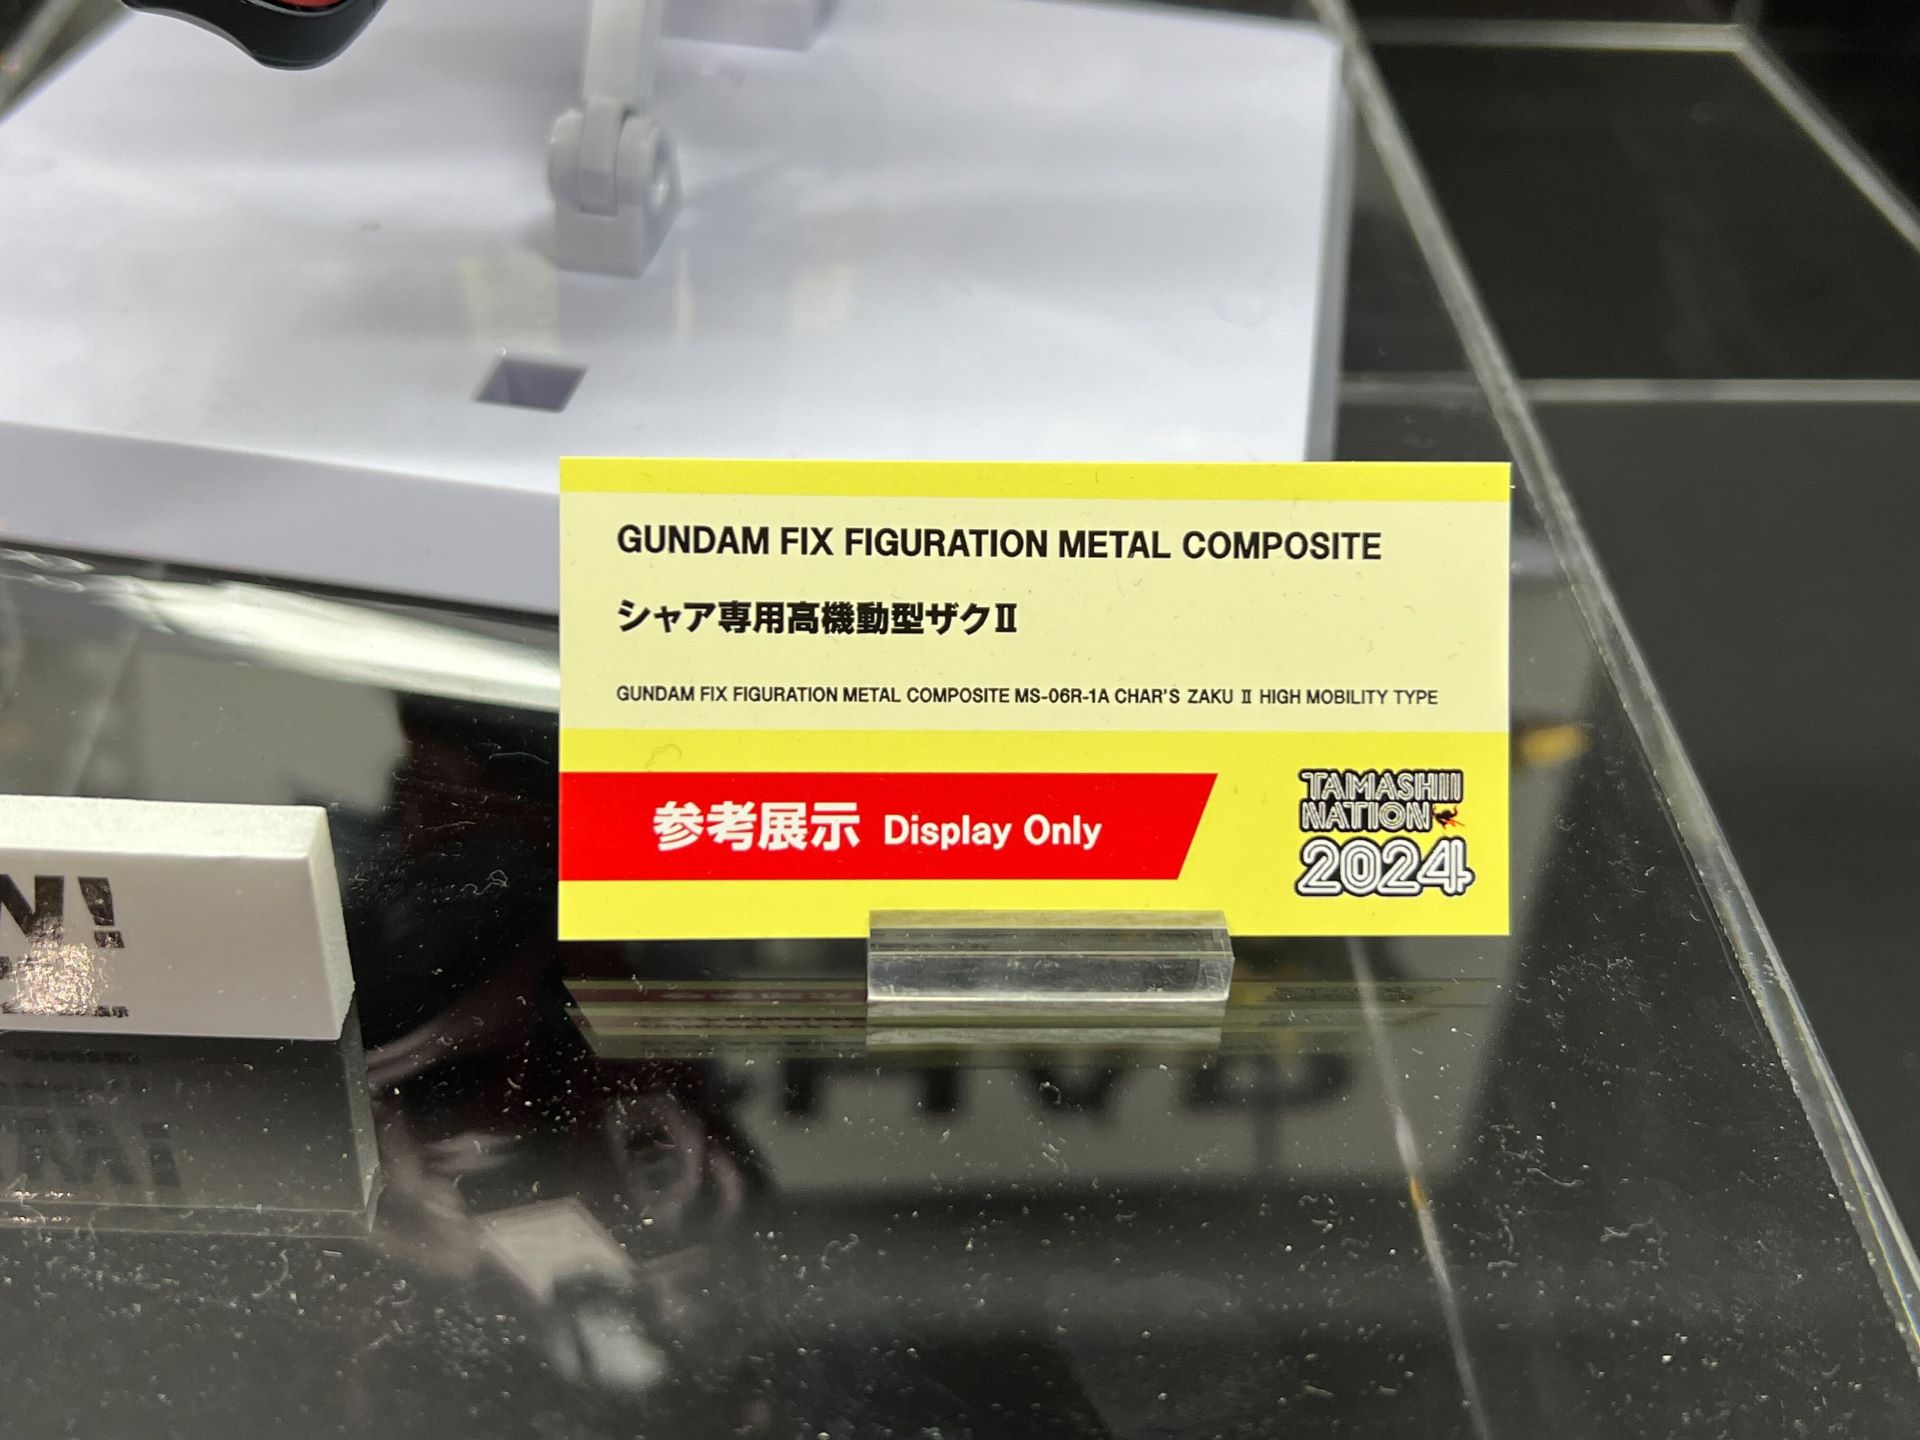 GUNDAM FIX FIGURATION METAL COMPOSITE
シャア専用高機動型ザクⅡ
GUNDAM FIX FIGURATION METAL COMPOSITE MS-06R-1A CHAR'S ZAKU Ⅱ HIGH MOBILITY TYPE
参考展示 Display Only
TAMASHII
NATION
2024